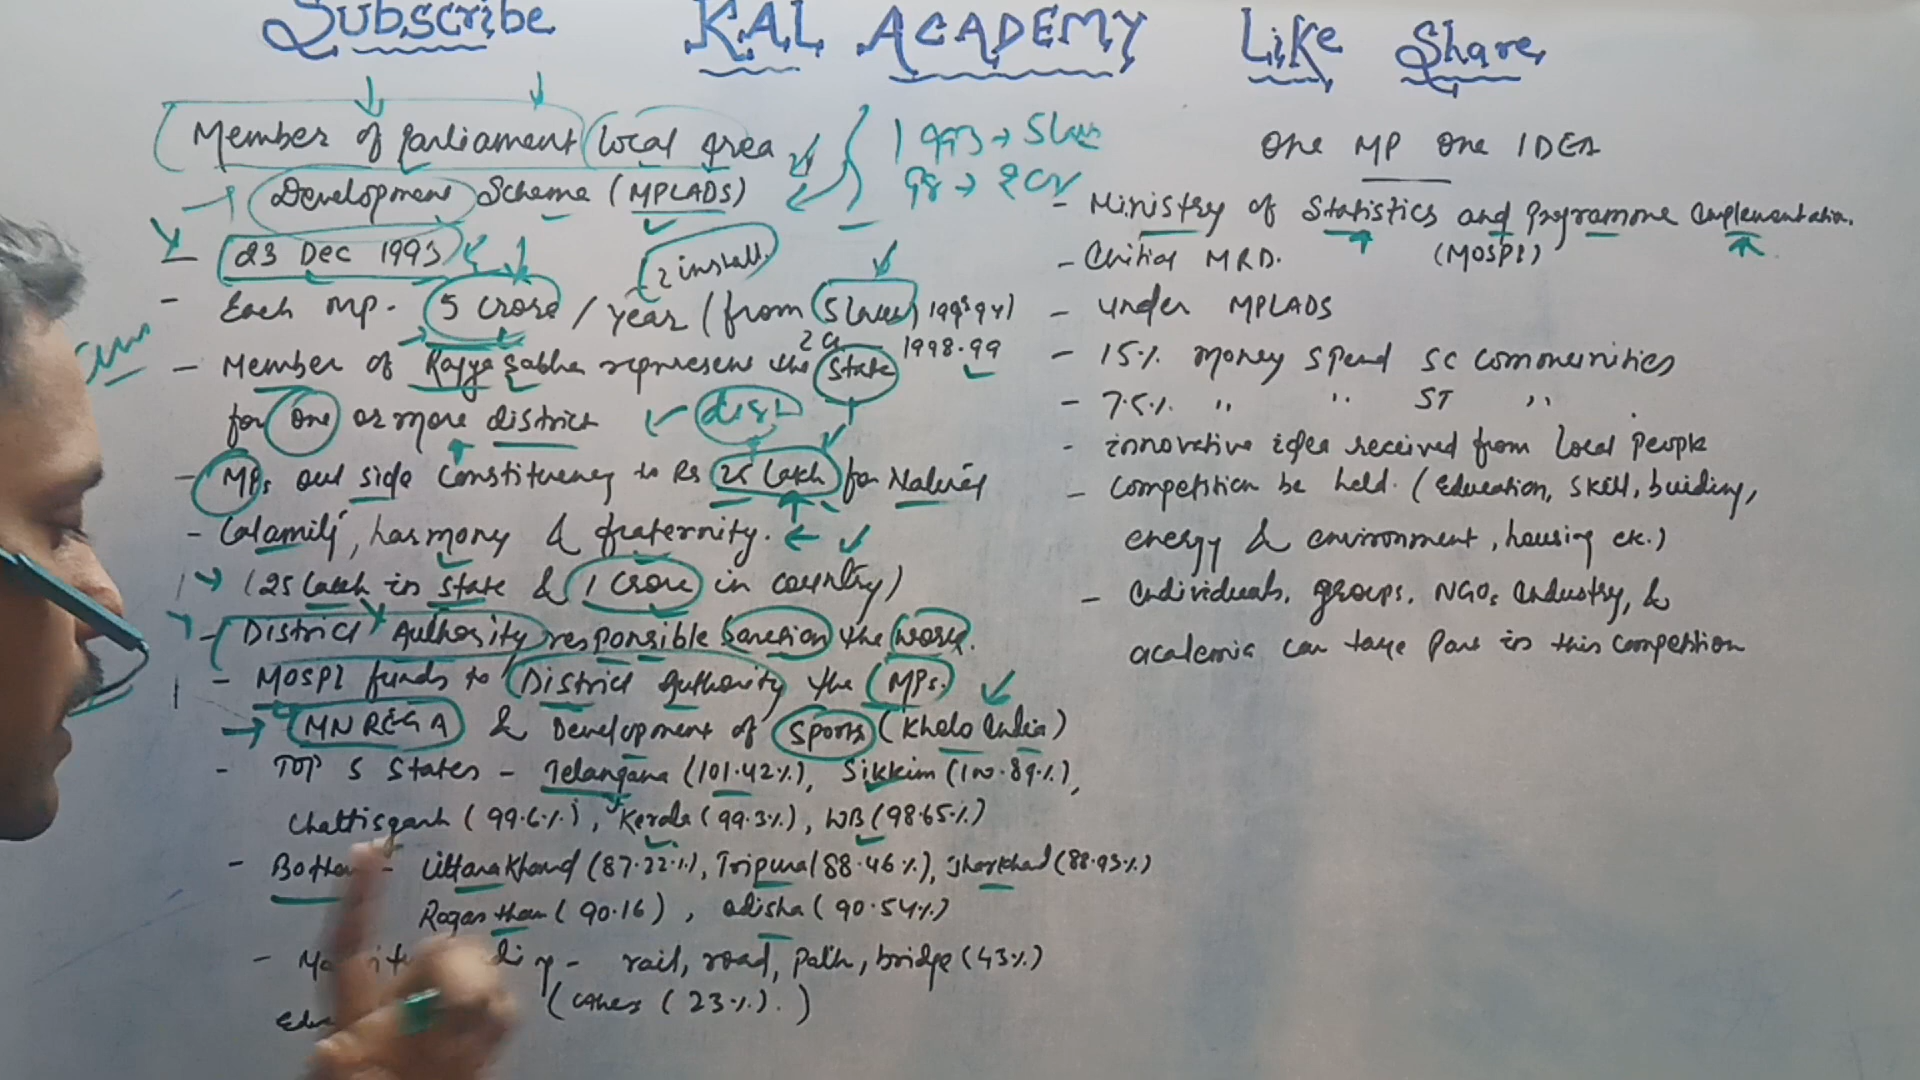 Subscribe KAL ACADEMY Like Share
Member of Parliament local area
Development Scheme (MPLADS)
1993 → 5 lacs
98 → 2 Cr
- 23 Dec 1993
2 install.
- Each MP. 5 crore / year (from 5 lacs 1993-94)
2 Cr 1998-99
- Member of Rajya Sabha represent the state
for one or more district
dist
- MPs out side Constituency to Rs 25 lakh for Natural
- Calamity, harmony & fraternity.
(25 lakh in state & 1 crore in country)
- District Authority responsible sanction the work.
- MOSPI funds to District authority the MPs.
→ MNREGA & Development of Sports (Khelo India)
- TOP 5 States - Telangana (101.42%), Sikkim (100.89%),
Chattisgarh (99.6%), Kerala (99.3%), WB (98.65%)
- Bottom - Uttarakhand (87.22%), Tripura (88.46%), Jharkhad (88.93%)
Rajasthan (90.16), Odisha (90.54%)
- rail, road, path, bridge (43%)
(others (23%).)
One MP One IDEA
- Ministry of Statistics and Programme Implementation.
(MOSPI)
- MRD.
- under MPLADS
- 15% money spend SC communities
- 7.5% " " ST "
- innovative idea received from local people
- Competition be held. (Education, skill, buiding,
energy & environment, housing etc.)
- Individuals, groups, NGOs industry, &
academia can take part in this competition